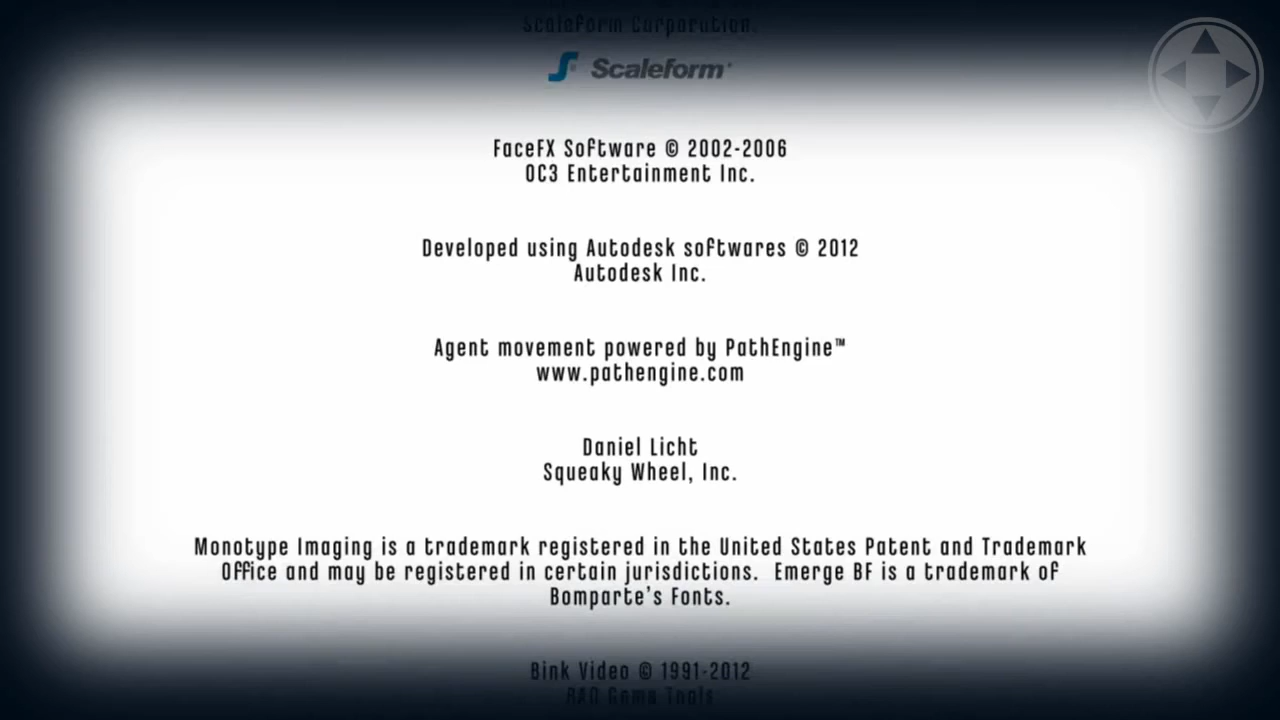 Scaleform Corporation.
Scaleform
FaceFX Software © 2002-2006
OC3 Entertainment Inc.
Developed using Autodesk softwares © 2012
Autodesk Inc.
Agent movement powered by PathEngine™
www.pathengine.com
Daniel Licht
Squeaky Wheel, Inc.
Monotype Imaging is a trademark registered in the United States Patent and Trademark
Office and may be registered in certain jurisdictions.  Emerge BF is a trademark of
Bomparte's Fonts.
Bink Video © 1991-2012
RAD Game Tools